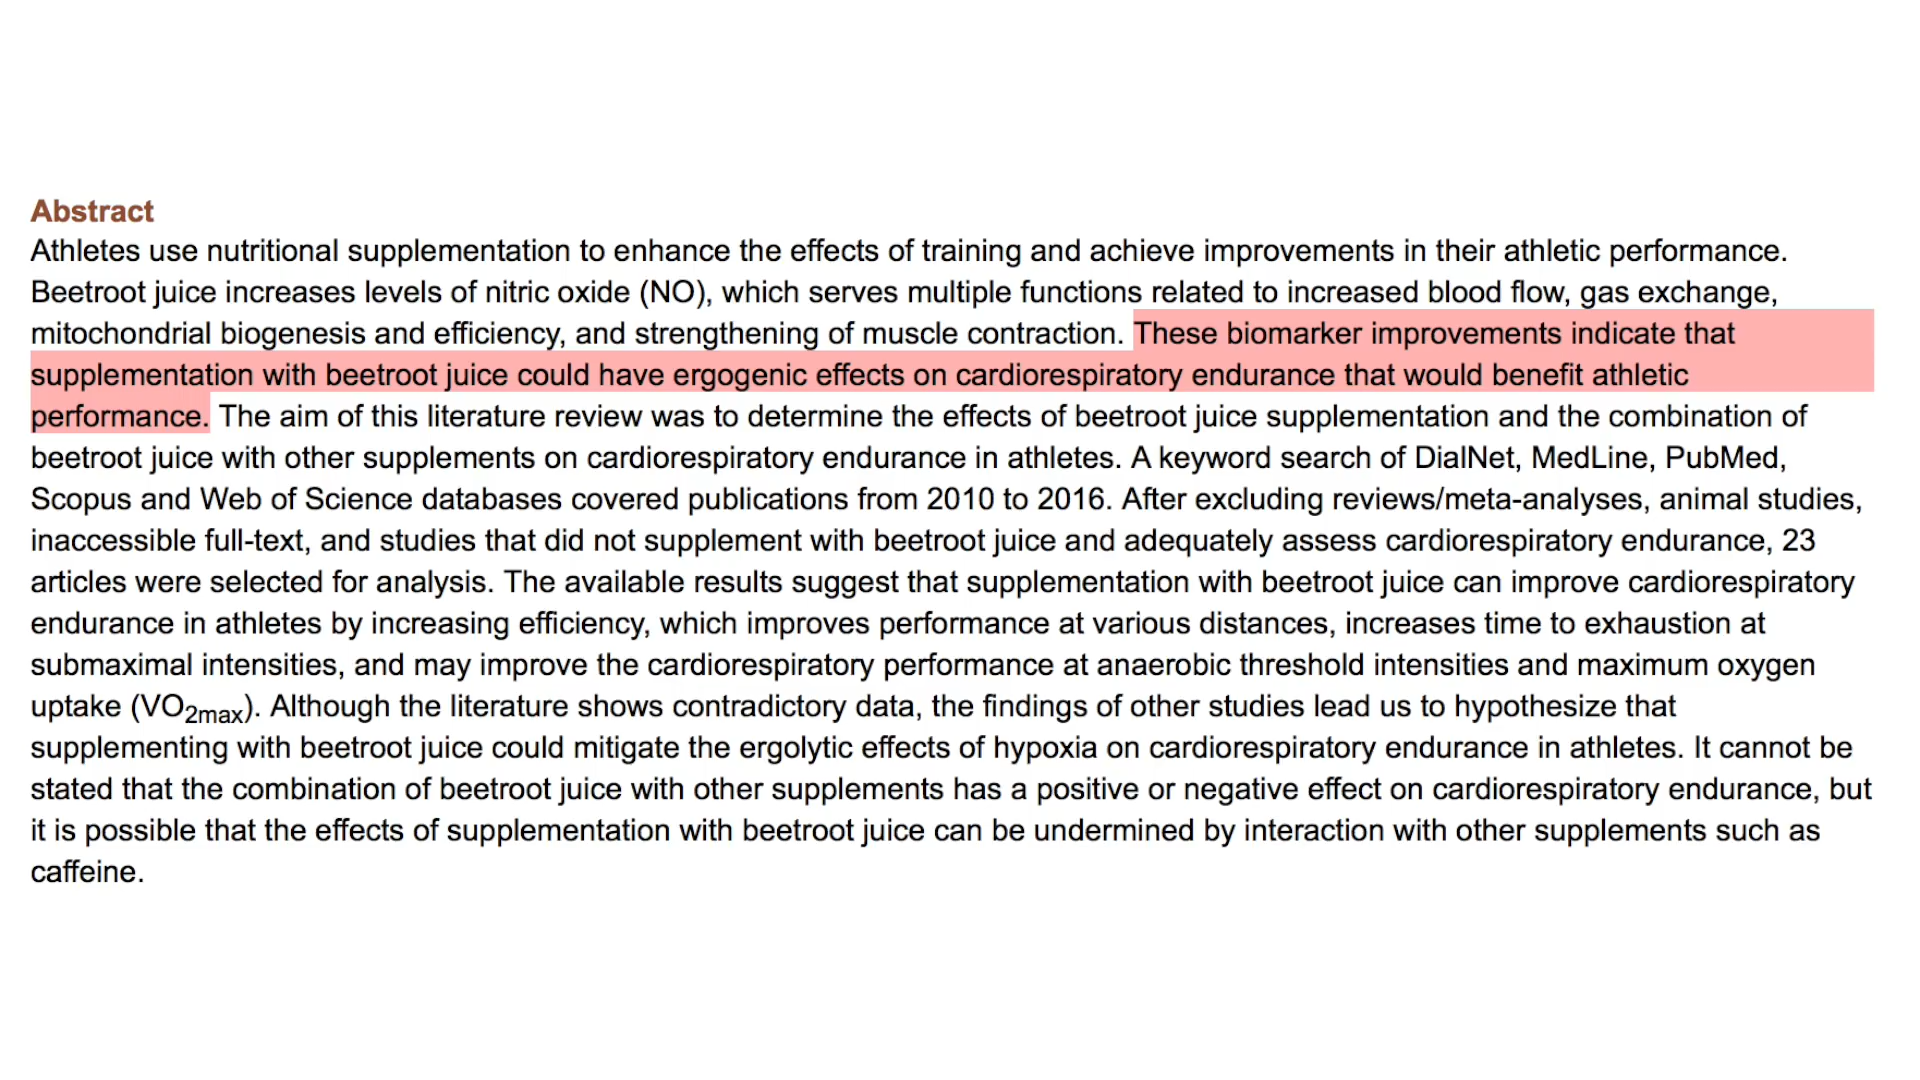 Abstract
Athletes use nutritional supplementation to enhance the effects of training and achieve improvements in their athletic performance.
Beetroot juice increases levels of nitric oxide (NO), which serves multiple functions related to increased blood flow, gas exchange,
mitochondrial biogenesis and efficiency, and strengthening of muscle contraction. These biomarker improvements indicate that
supplementation with beetroot juice could have ergogenic effects on cardiorespiratory endurance that would benefit athletic
performance. The aim of this literature review was to determine the effects of beetroot juice supplementation and the combination of
beetroot juice with other supplements on cardiorespiratory endurance in athletes. A keyword search of DialNet, MedLine, PubMed,
Scopus and Web of Science databases covered publications from 2010 to 2016. After excluding reviews/meta-analyses, animal studies,
inaccessible full-text, and studies that did not supplement with beetroot juice and adequately assess cardiorespiratory endurance, 23
articles were selected for analysis. The available results suggest that supplementation with beetroot juice can improve cardiorespiratory
endurance in athletes by increasing efficiency, which improves performance at various distances, increases time to exhaustion at
submaximal intensities, and may improve the cardiorespiratory performance at anaerobic threshold intensities and maximum oxygen
uptake (VO2max). Although the literature shows contradictory data, the findings of other studies lead us to hypothesize that
supplementing with beetroot juice could mitigate the ergolytic effects of hypoxia on cardiorespiratory endurance in athletes. It cannot be
stated that the combination of beetroot juice with other supplements has a positive or negative effect on cardiorespiratory endurance, but
it is possible that the effects of supplementation with beetroot juice can be undermined by interaction with other supplements such as
caffeine.